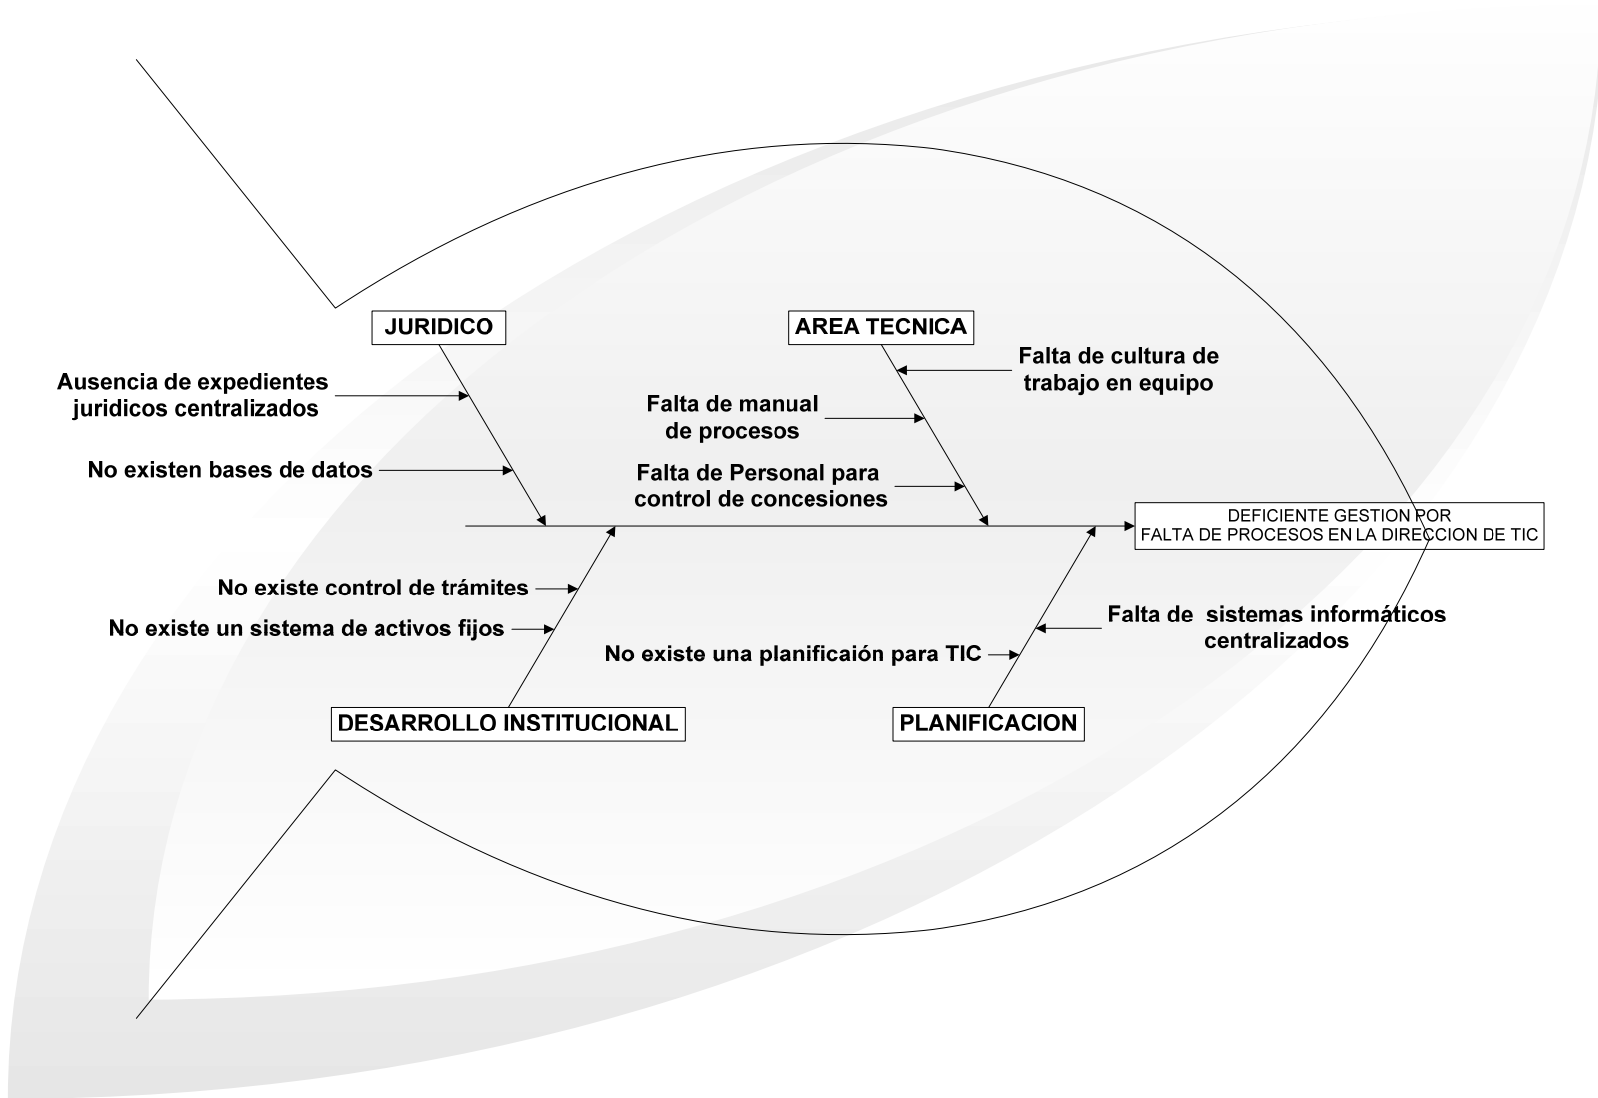 JURIDICO
AREA TECNICA
Falta de cultura de
trabajo en equipo
Ausencia de expedientes
juridicos centralizados
Falta de manual
de procesos
No existen bases de datos
Falta de Personal para
control de concesiones
DEFICIENTE GESTION POR
FALTA DE PROCESOS EN LA DIRECCION DE TIC
No existe control de trámites
No existe un sistema de activos fijos
Falta de  sistemas informáticos
centralizados
No existe una planificaión para TIC
DESARROLLO INSTITUCIONAL
PLANIFICACION